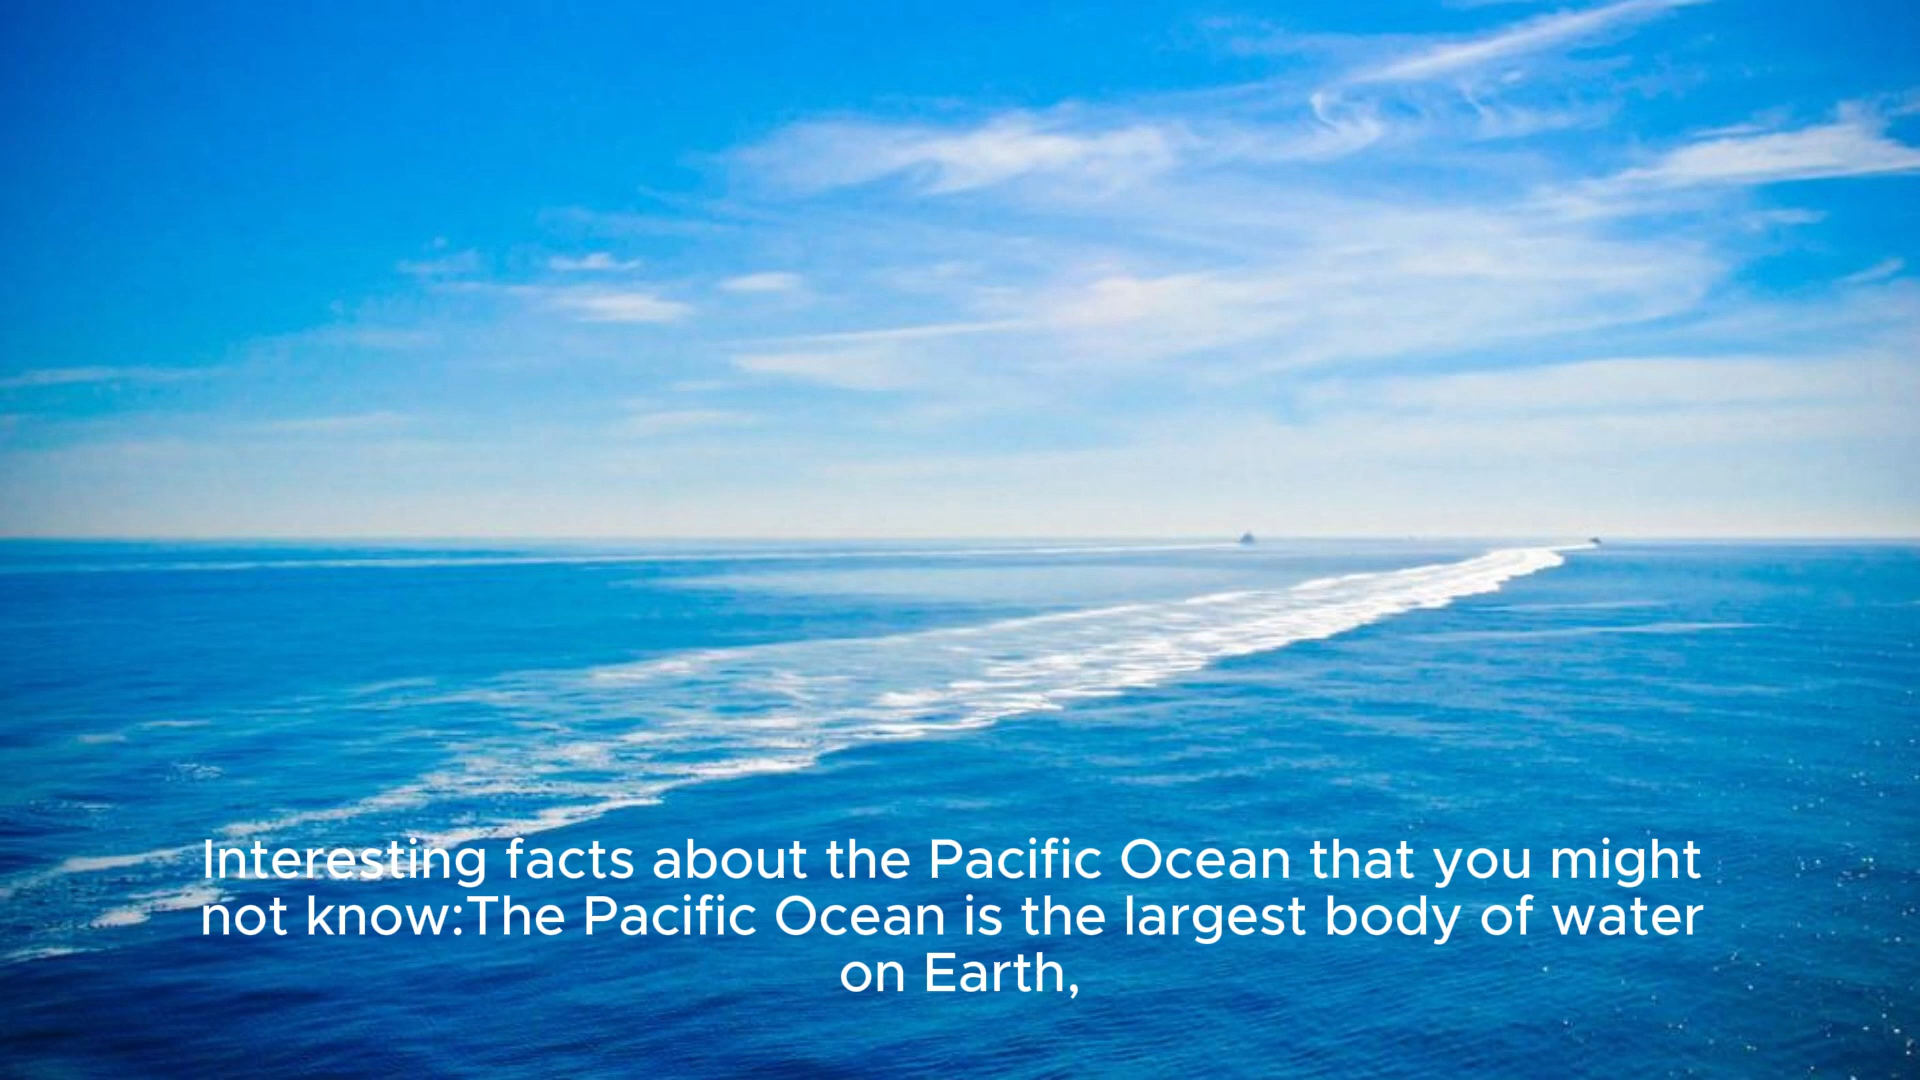 Interesting facts about the Pacific Ocean that you might
not know:The Pacific Ocean is the largest body of water
on Earth,